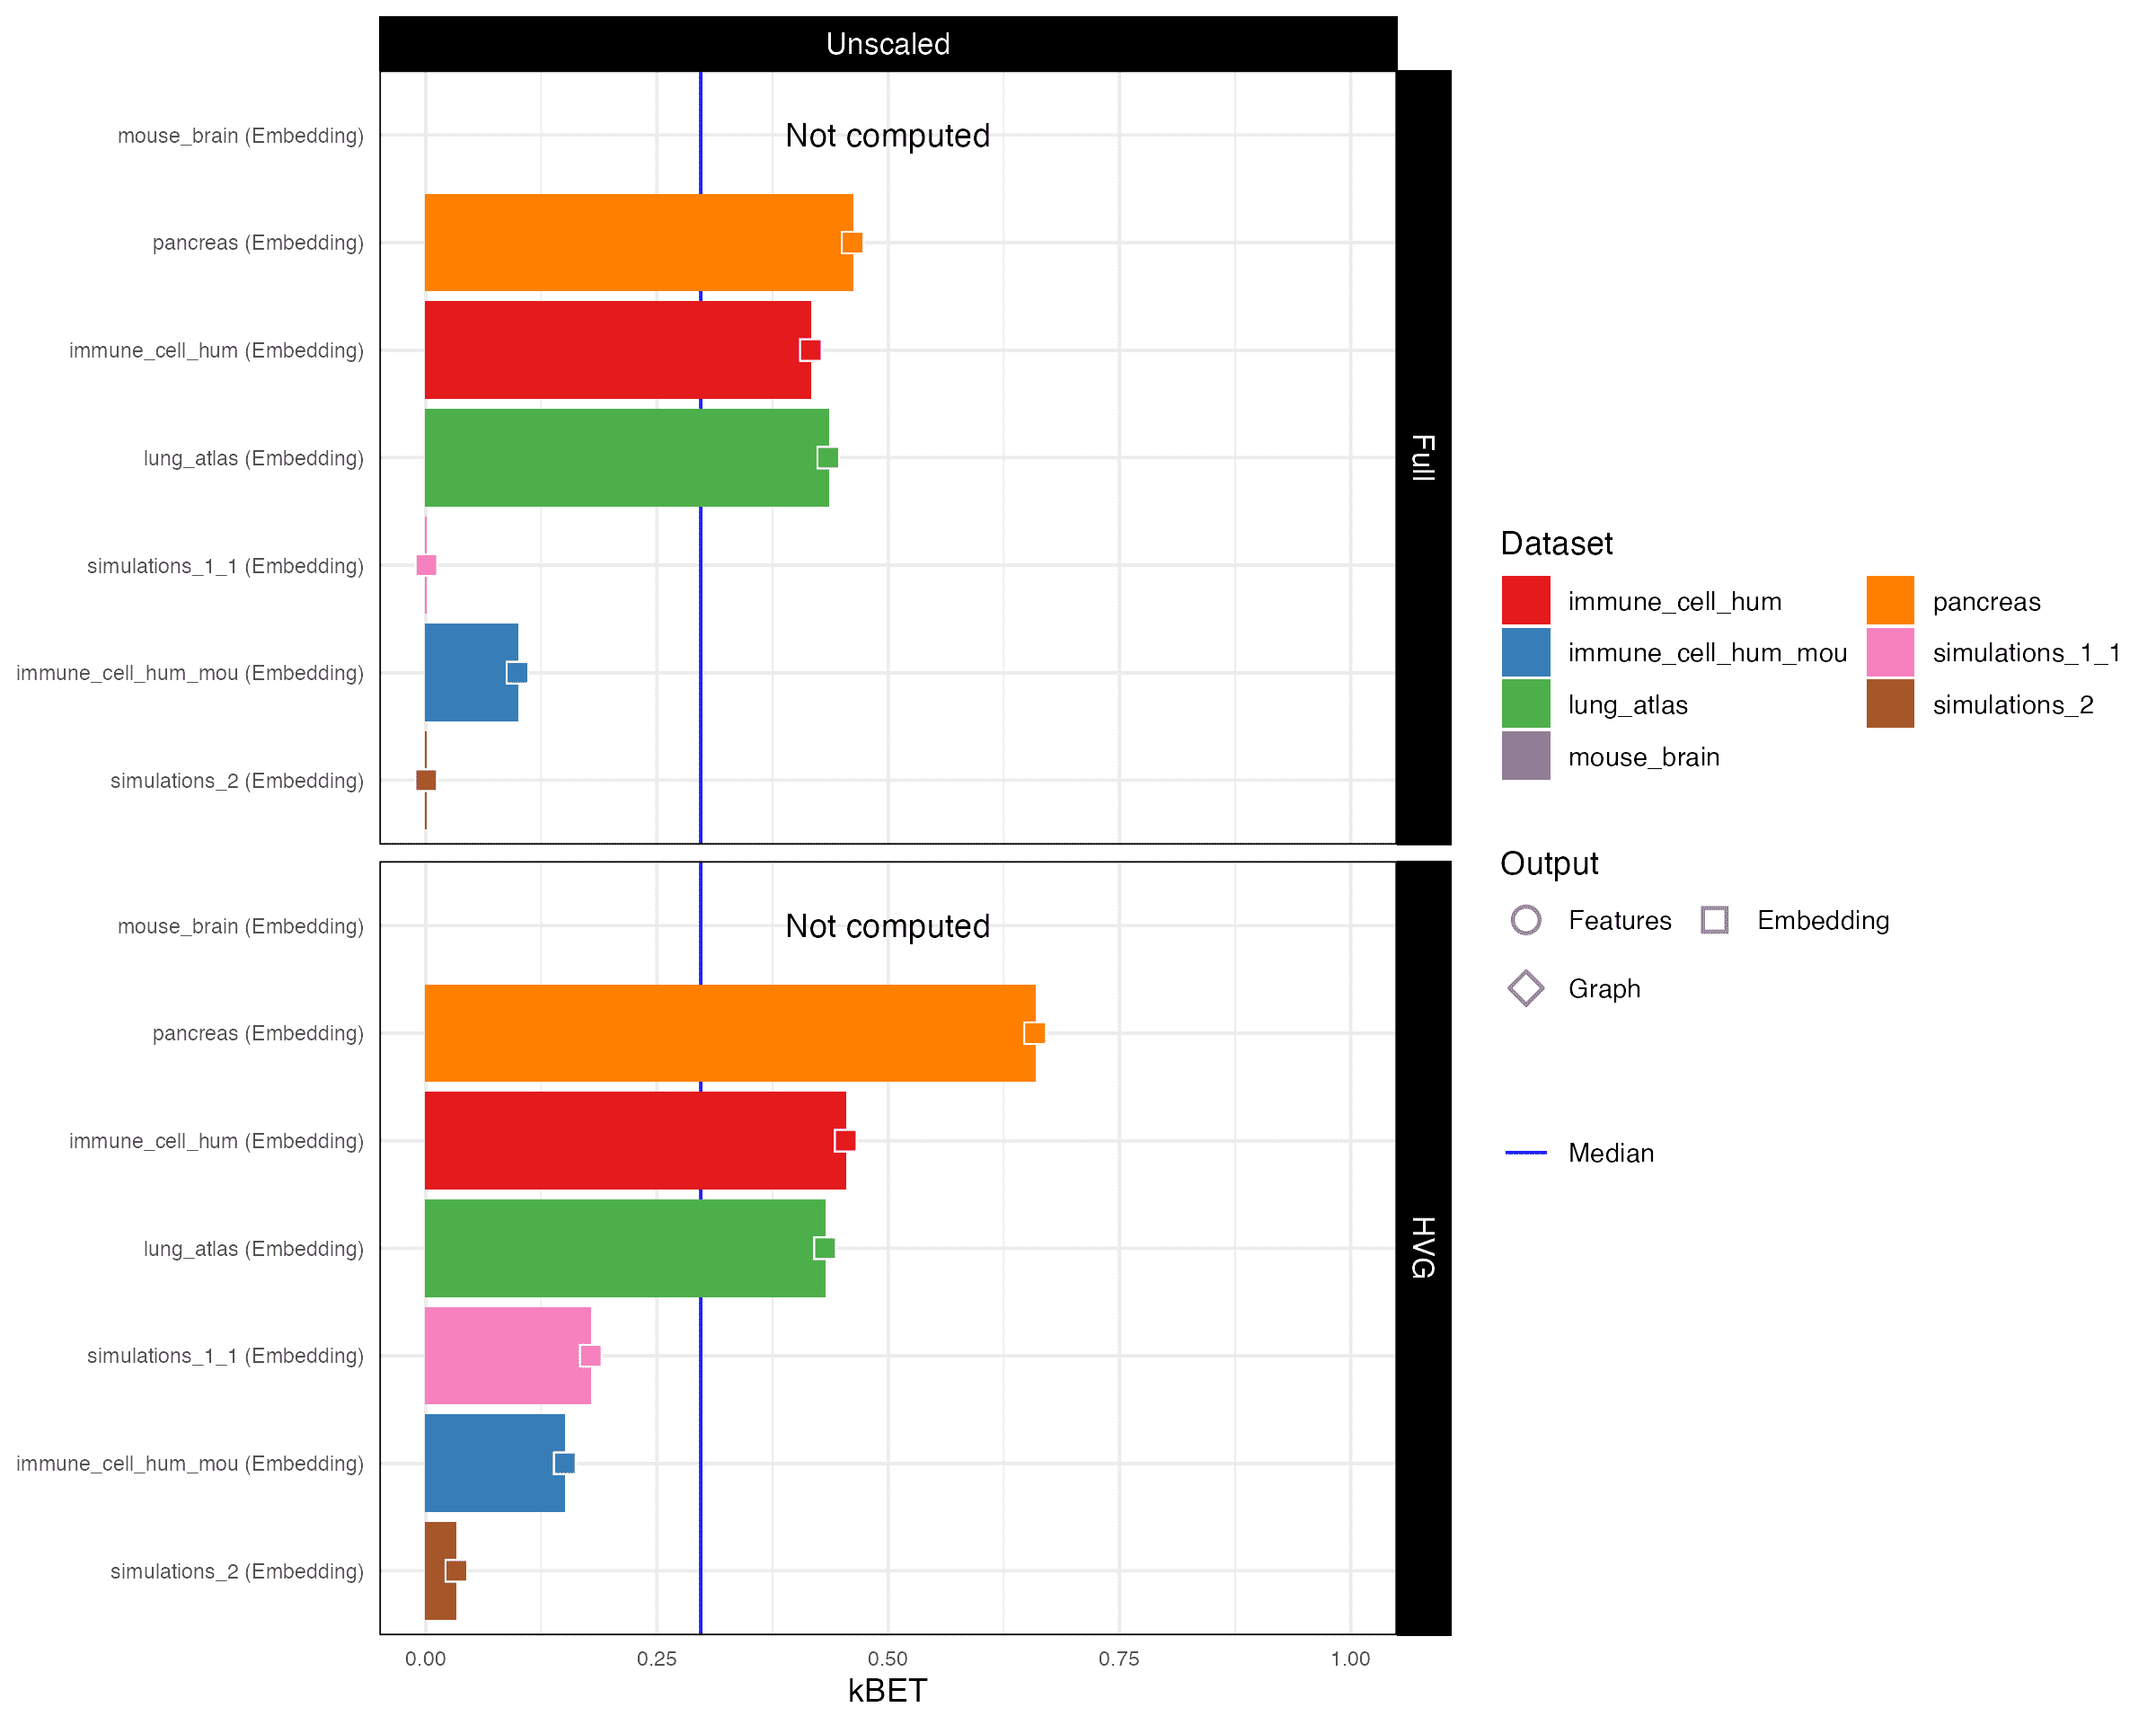 Unscaled
mouse_brain (Embedding)
Not computed
pancreas (Embedding)
immune_cell_hum (Embedding)
lung_atlas (Embedding)
simulations_1_1 (Embedding)
immune_cell_hum_mou (Embedding)
simulations_2 (Embedding)
Full
mouse_brain (Embedding)
Not computed
pancreas (Embedding)
immune_cell_hum (Embedding)
lung_atlas (Embedding)
simulations_1_1 (Embedding)
immune_cell_hum_mou (Embedding)
simulations_2 (Embedding)
HVG
0.00 0.25 0.50 0.75 1.00
kBET
Dataset
immune_cell_hum pancreas
immune_cell_hum_mou simulations_1_1
lung_atlas simulations_2
mouse_brain
Output
Features Embedding
Graph
Median